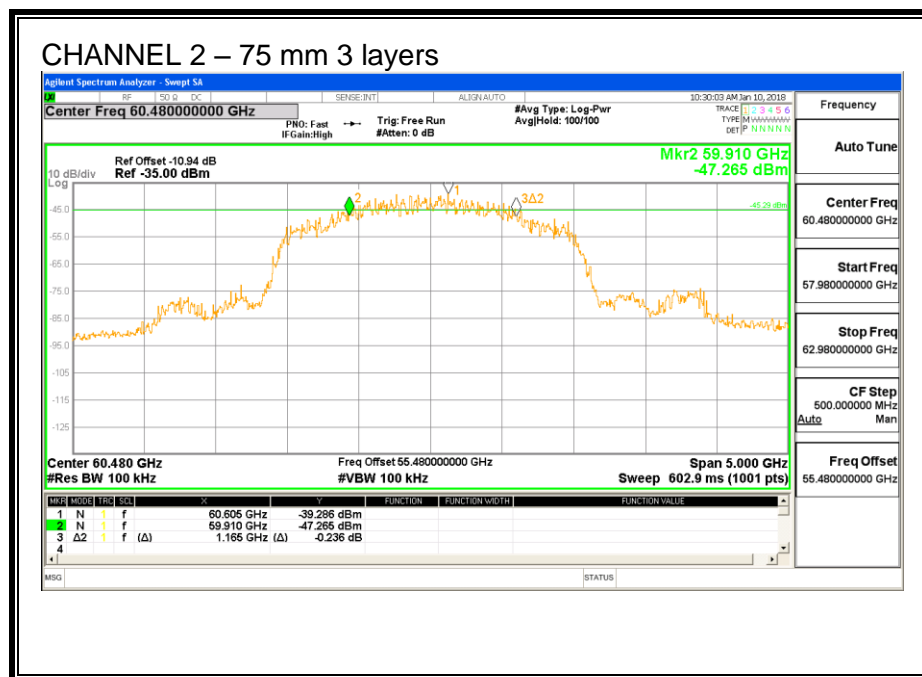 CHANNEL 2 – 75 mm 3 layers
Agilent Spectrum Analyzer - Swept SA
RF 50 Ω DC SENSE:INT ALIGN AUTO 10:30:03 AM Jan 10, 2018
Center Freq 60.480000000 GHz
PNO: Fast
IFGain:High
Trig: Free Run
#Atten: 0 dB
#Avg Type: Log-Pwr
Avg|Hold: 100/100
TRACE 1 2 3 4 5 6
TYPE M WWWWW
DET P N N N N N
Frequency
Auto Tune
Center Freq
60.480000000 GHz
Start Freq
57.980000000 GHz
Stop Freq
62.980000000 GHz
CF Step
500.000000 MHz
Auto Man
Freq Offset
55.480000000 GHz
Mkr2 59.910 GHz
-47.265 dBm
Ref Offset -10.94 dB
10 dB/div Ref -35.00 dBm
Log
1
2
3Δ2
-45.29 dBm
-45.0
-55.0
-65.0
-75.0
-85.0
-95.0
-105
-115
-125
Center 60.480 GHz Freq Offset 55.480000000 GHz Span 5.000 GHz
#Res BW 100 kHz #VBW 100 kHz Sweep 602.9 ms (1001 pts)
MKR MODE TRC SCL X Y FUNCTION FUNCTION WIDTH FUNCTION VALUE
1 N 1 f 60.605 GHz -39.286 dBm
2 N 1 f 59.910 GHz -47.265 dBm
3 Δ2 1 f (Δ) 1.165 GHz (Δ) -0.236 dB
4
MSG STATUS